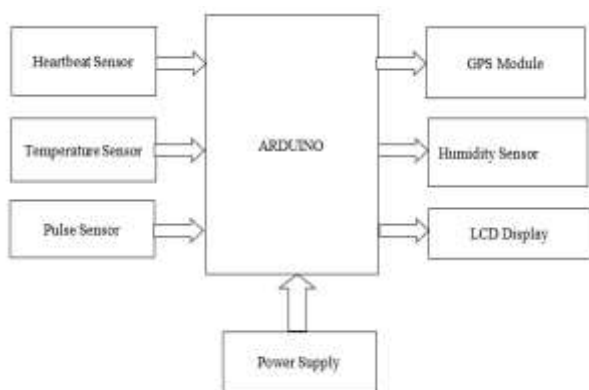 Heartbeat Sensor
GPS Module
Temperature Sensor
ARDUINO
Humidity Sensor
Pulse Sensor
LCD Display
Power Supply